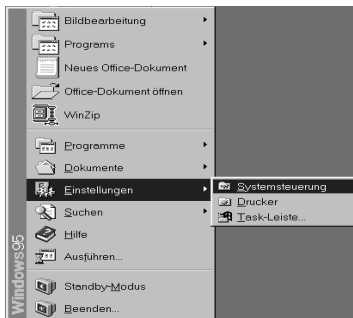 Bildbearbeitung
Programs
Neues Office-Dokument
Office-Dokument öffnen
WinZip
Programme
Dokumente
Einstellungen
Systemsteuerung
Drucker
Task-Leiste...
Suchen
Hilfe
Ausführen...
Standby-Modus
Beenden...
Windows95